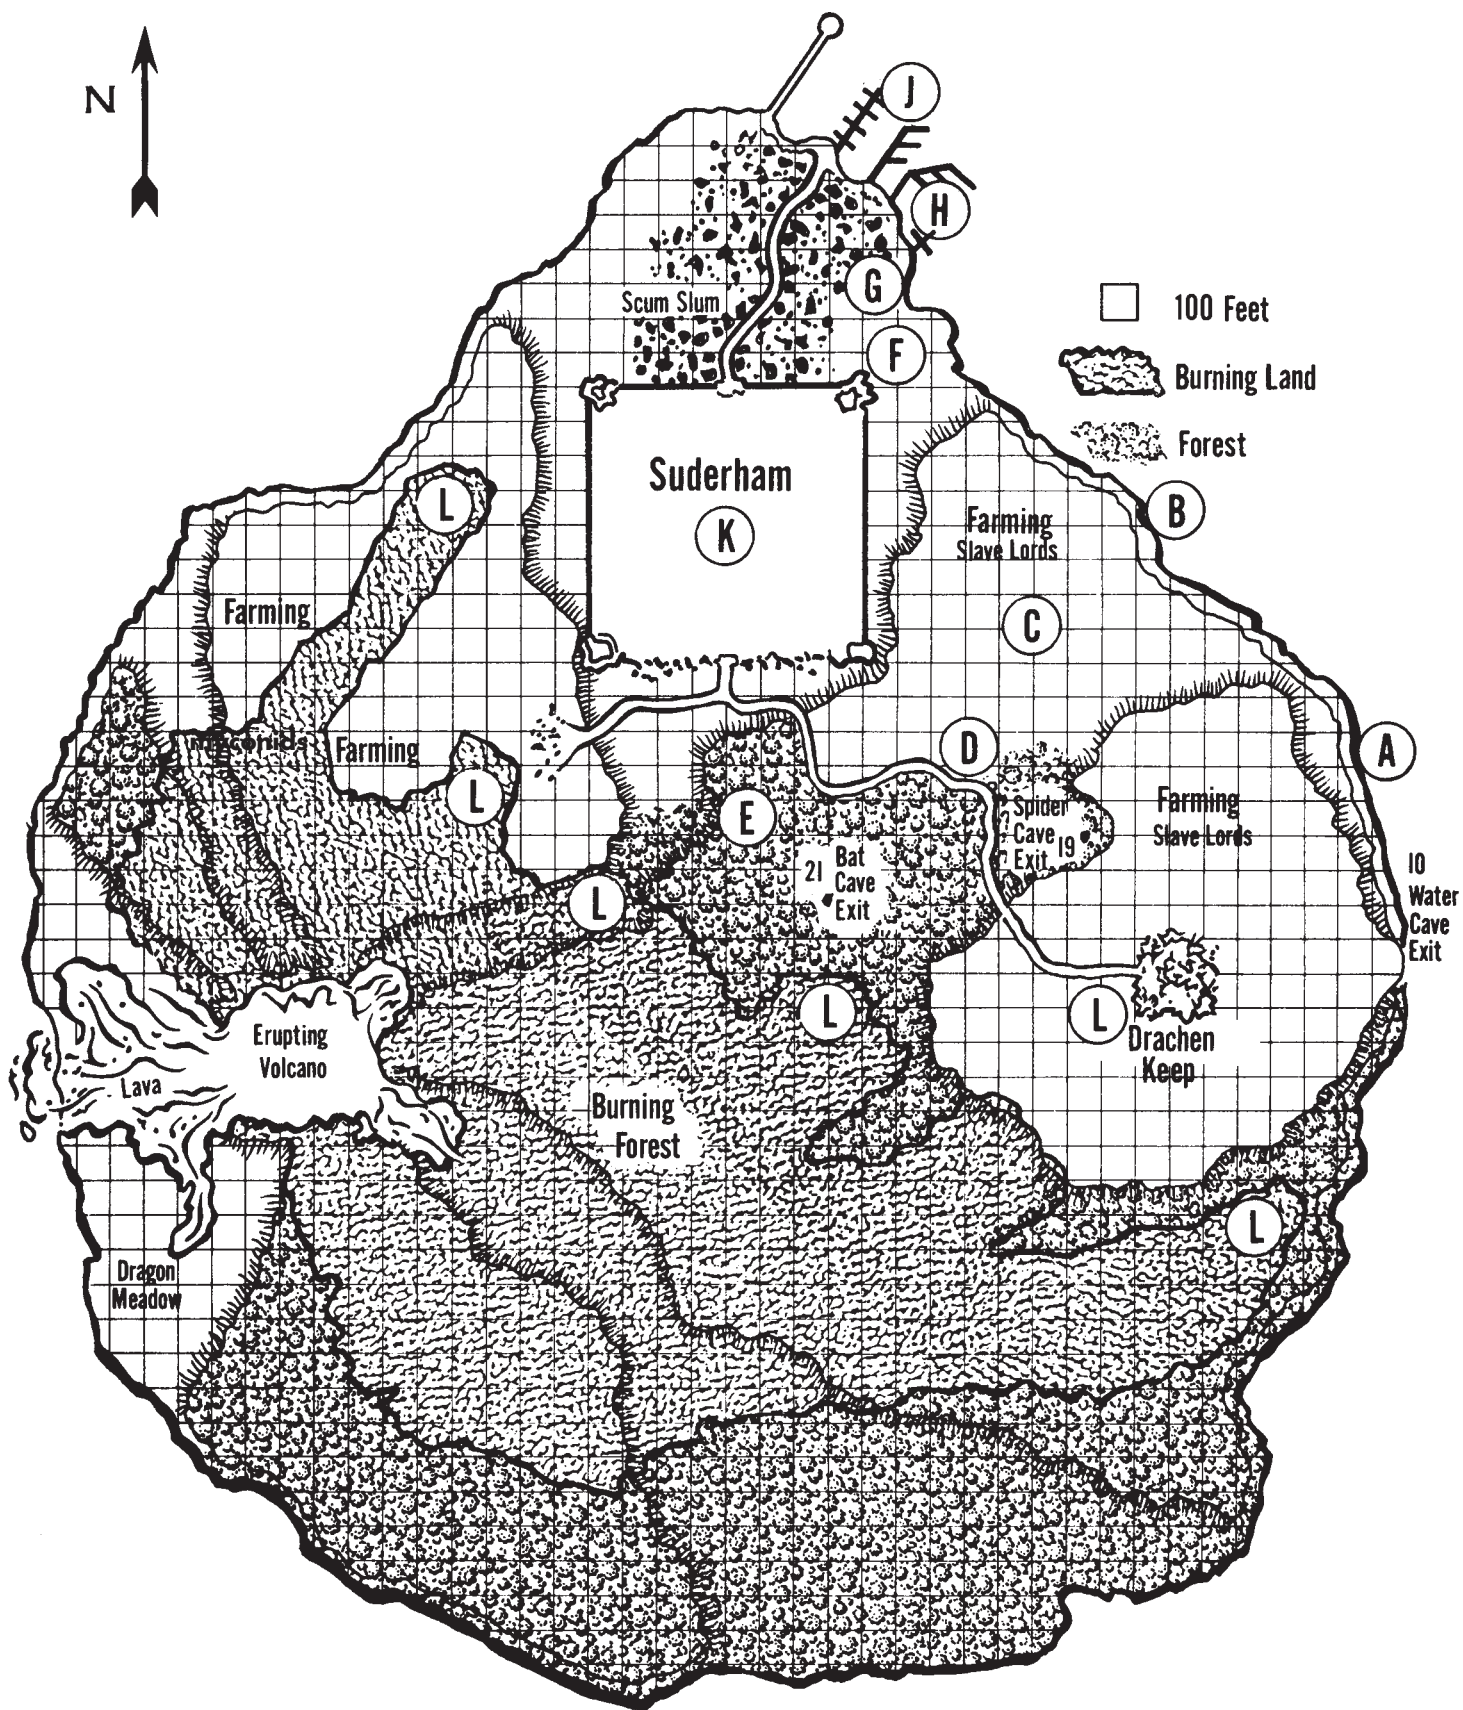 N
J
H
G
Scum Slum
F
100 Feet
Burning Land
Forest
Suderham
K
L
B
Farming
Slave Lords
Farming
C
myconids
Farming
D
A
L
E
Spider
Cave
Exit 19
Farming
Slave Lords
21 Bat
Cave
Exit
10
Water
Cave
Exit
L
L
L
Drachen
Keep
Erupting
Volcano
Lava
Burning
Forest
L
Dragon
Meadow